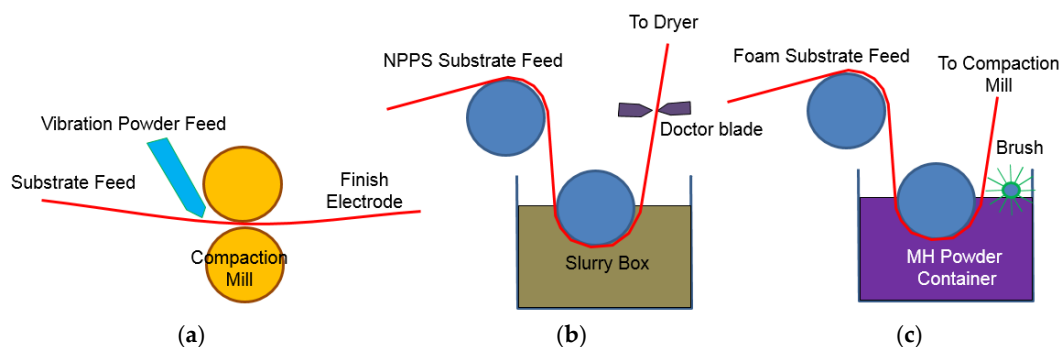 Vibration Powder Feed
Substrate Feed
Finish
Electrode
Compaction
Mill
(a)
NPPS Substrate Feed
To Dryer
Doctor blade
Slurry Box
(b)
Foam Substrate Feed
To Compaction
Mill
Brush
MH Powder
Container
(c)